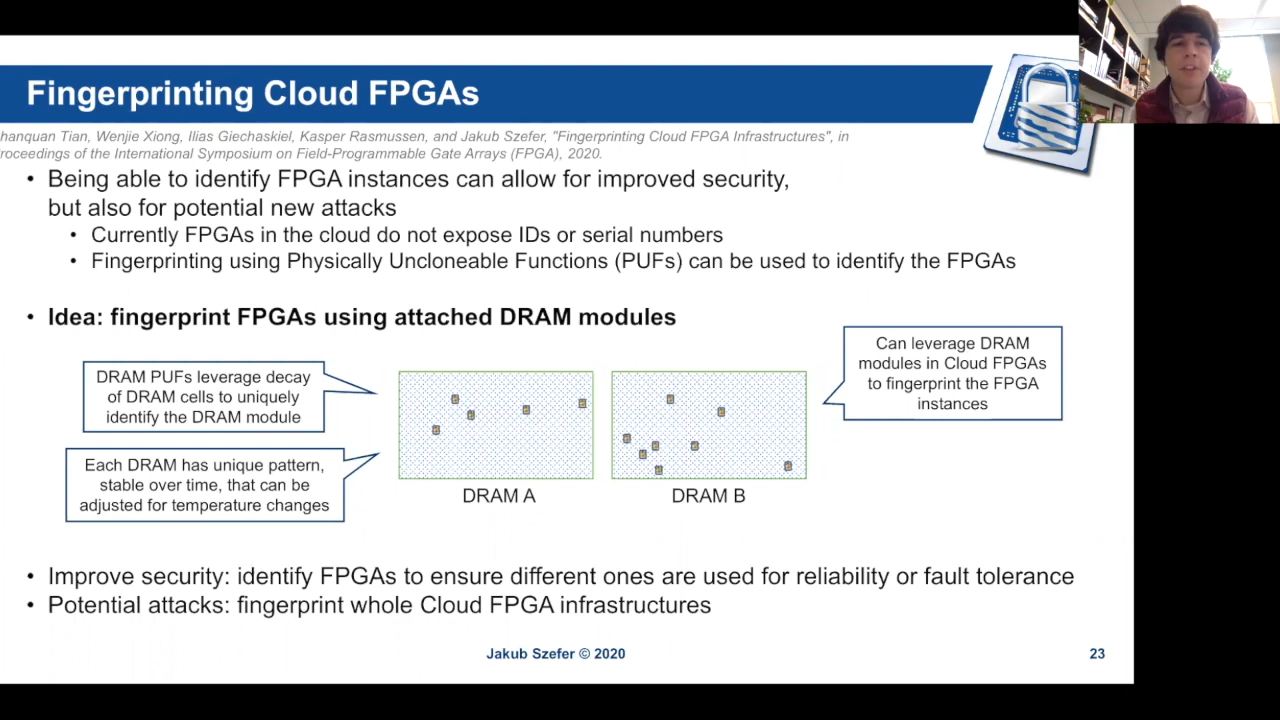 Fingerprinting Cloud FPGAs
hanquan Tian, Wenjie Xiong, Ilias Giechaskiel, Kasper Rasmussen, and Jakub Szefer, "Fingerprinting Cloud FPGA Infrastructures", in
roceedings of the International Symposium on Field-Programmable Gate Arrays (FPGA), 2020.
• Being able to identify FPGA instances can allow for improved security,
but also for potential new attacks
• Currently FPGAs in the cloud do not expose IDs or serial numbers
• Fingerprinting using Physically Uncloneable Functions (PUFs) can be used to identify the FPGAs
• Idea: fingerprint FPGAs using attached DRAM modules
DRAM PUFs leverage decay
of DRAM cells to uniquely
identify the DRAM module
Each DRAM has unique pattern,
stable over time, that can be
adjusted for temperature changes
DRAM A
DRAM B
Can leverage DRAM
modules in Cloud FPGAs
to fingerprint the FPGA
instances
• Improve security: identify FPGAs to ensure different ones are used for reliability or fault tolerance
• Potential attacks: fingerprint whole Cloud FPGA infrastructures
Jakub Szefer © 2020
23